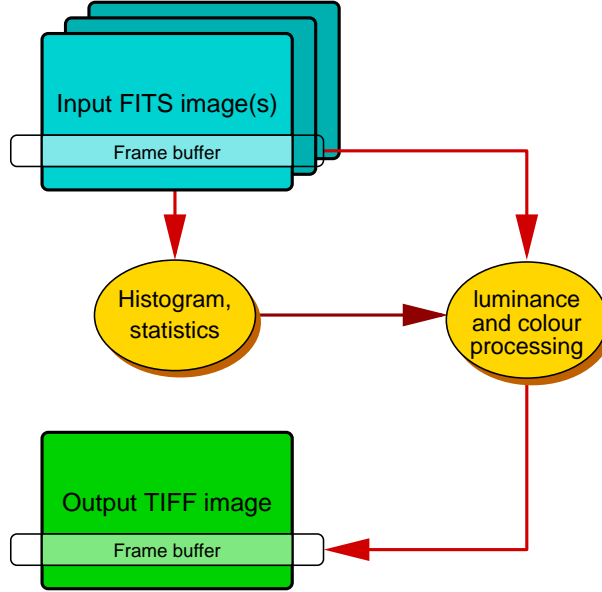 Input FITS image(s)
Frame buffer
Histogram,
statistics
luminance
and colour
processing
Output TIFF image
Frame buffer